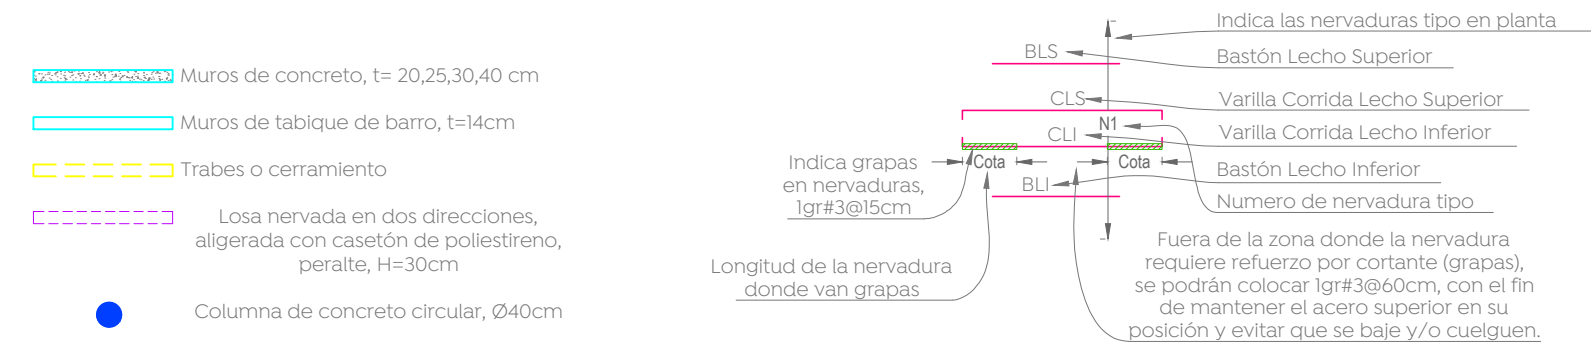 Muros de concreto, t= 20,25,30,40 cm
Muros de tabique de barro, t=14cm
Trabes o cerramiento
Losa nervada en dos direcciones,
aligerada con casetón de poliestireno,
peralte, H=30cm
Columna de concreto circular, Ø40cm
Indica las nervaduras tipo en planta
BLS
Bastón Lecho Superior
CLS
Varilla Corrida Lecho Superior
N1
CLI
Varilla Corrida Lecho Inferior
Indica grapas
en nervaduras,
1gr#3@15cm
Cota
Cota
Bastón Lecho Inferior
BLI
Numero de nervadura tipo
Longitud de la nervadura
donde van grapas
Fuera de la zona donde la nervadura
requiere refuerzo por cortante (grapas),
se podrán colocar 1gr#3@60cm, con el fin
de mantener el acero superior en su
posición y evitar que se baje y/o cuelguen.